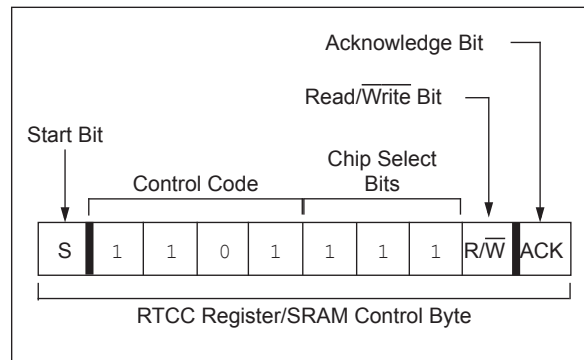 Acknowledge Bit
Read/Write Bit
Start Bit
Chip Select
Bits
Control Code
S 1 1 0 1 1 1 1 R/W ACK
RTCC Register/SRAM Control Byte